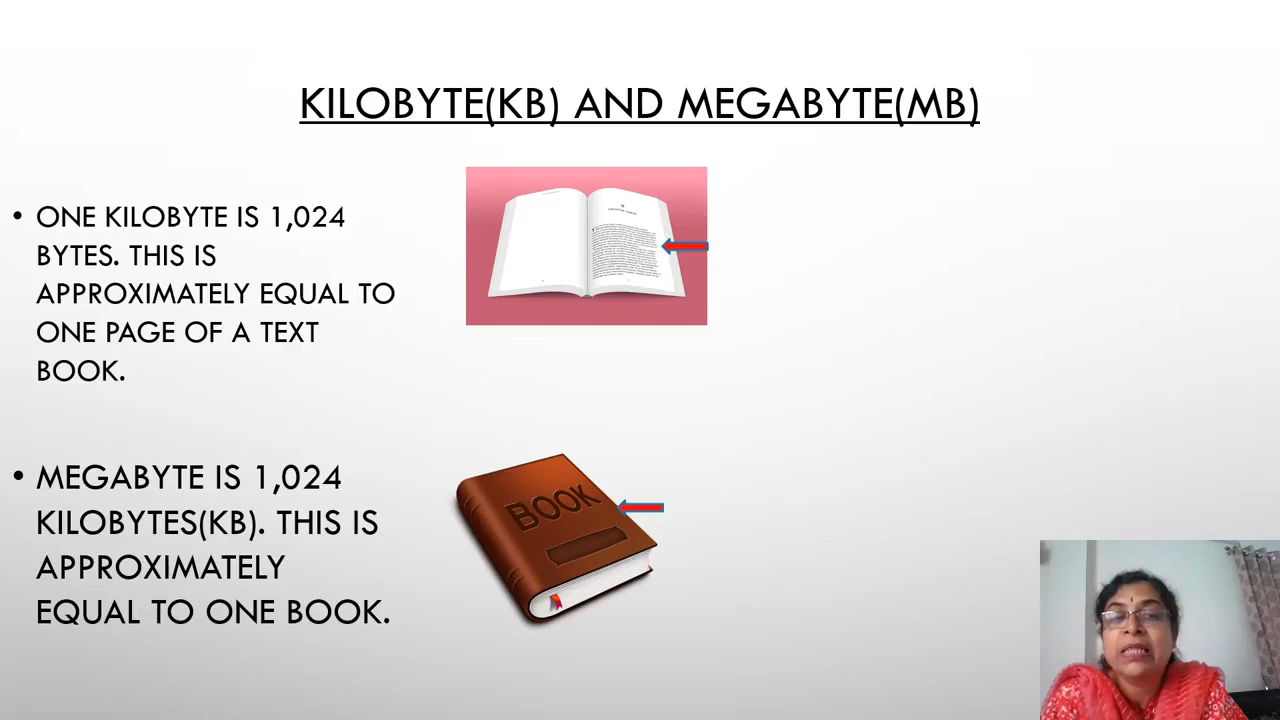 KILOBYTE(KB) AND MEGABYTE(MB)
• ONE KILOBYTE IS 1,024
BYTES. THIS IS
APPROXIMATELY EQUAL TO
ONE PAGE OF A TEXT
BOOK.
• MEGABYTE IS 1,024
KILOBYTES(KB). THIS IS
APPROXIMATELY
EQUAL TO ONE BOOK.
BOOK